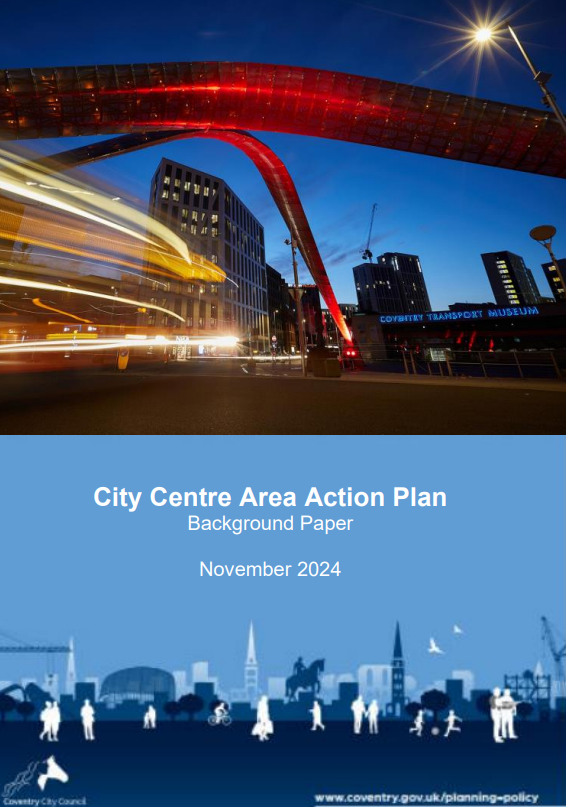 COVENTRY TRANSPORT MUSEUM
City Centre Area Action Plan
Background Paper
November 2024
Coventry City Council
www.coventry.gov.uk/planning-policy